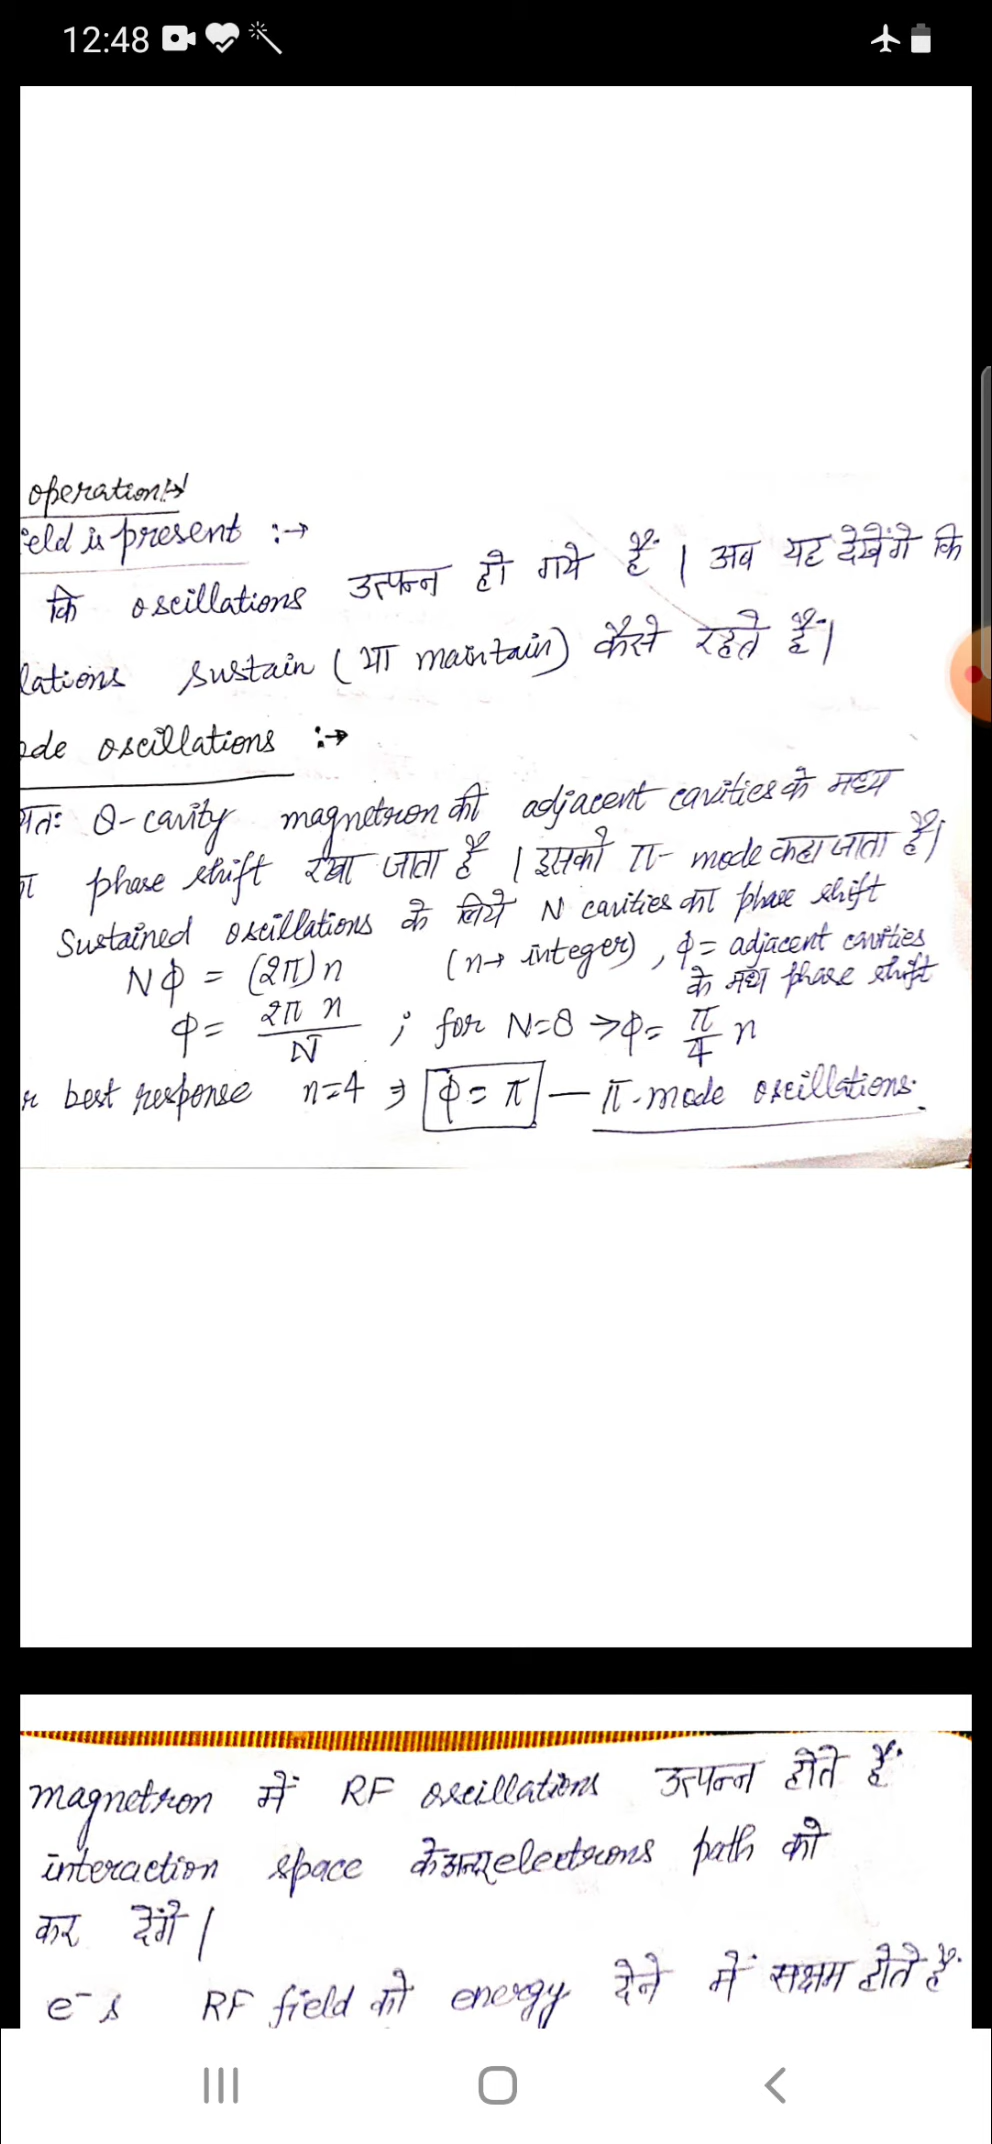 12:48
operation:→
eld is present :→
कि oscillations उत्पन्न हो गये हैं । अब यह देखेंगे कि
lations sustain (या maintain) कैसे रहते हैं।
ode oscillations :→
यतः 8-cavity magnetron की adjacent cavities के मध्य
phase shift रखा जाता है । इसको π- mode कहा जाता है।
Sustained oscillations के लिये N cavities का phase shift
Nϕ = (2π)n (n→ integer), ϕ= adjacent cavities के मध्य phase shift
ϕ= 2π n / N ; for N=8 →ϕ= π/4 n
r best response n=4 ⇒ ϕ= π — π-mode oscillations.
magnetron में RF oscillations उत्पन्न होते हैं
interaction space के अन्दर electrons path को
कर देंगे।
e⁻s RF field को energy देने में सक्षम होते हैं